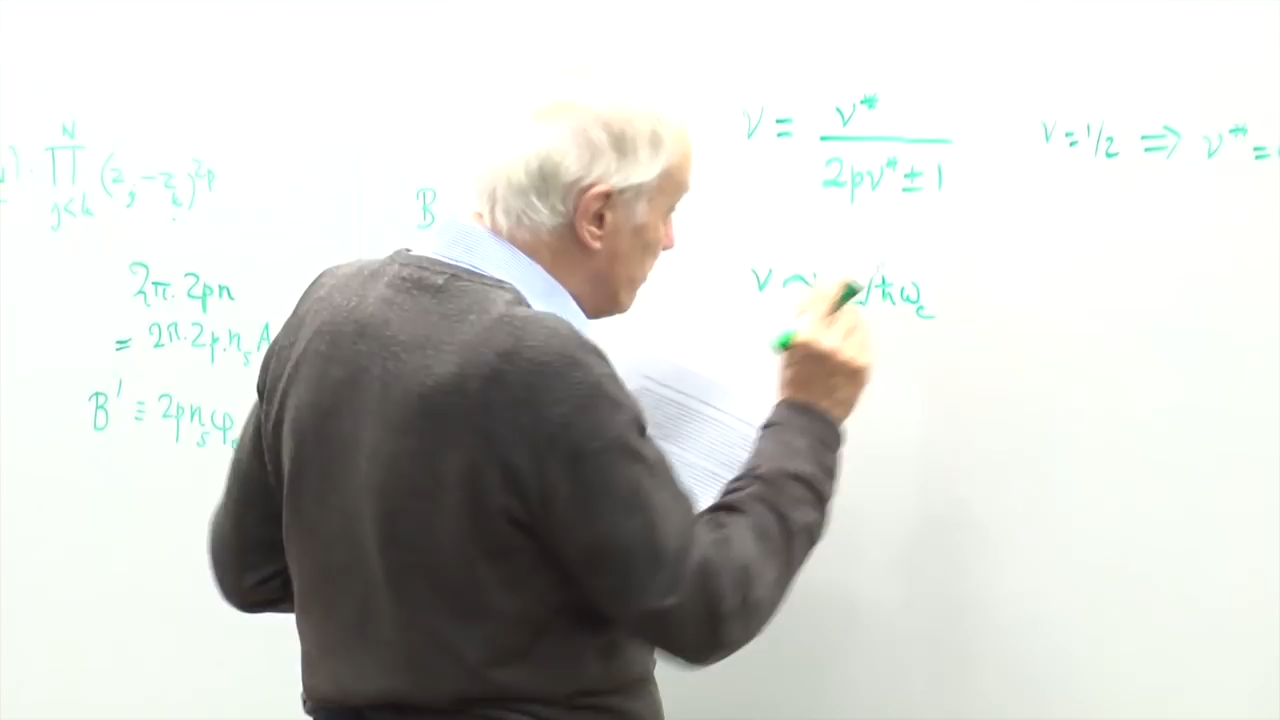 N
∏ (z_j - z_k)^{2p}
j<k
2π. 2pn
= 2π. 2p. n_s A
B' ≡ 2pn_s φ
B
ν = ν* / (2pν* ± 1)
ν = 1/2 ⇒ ν* =
ν ~ /ħω_c